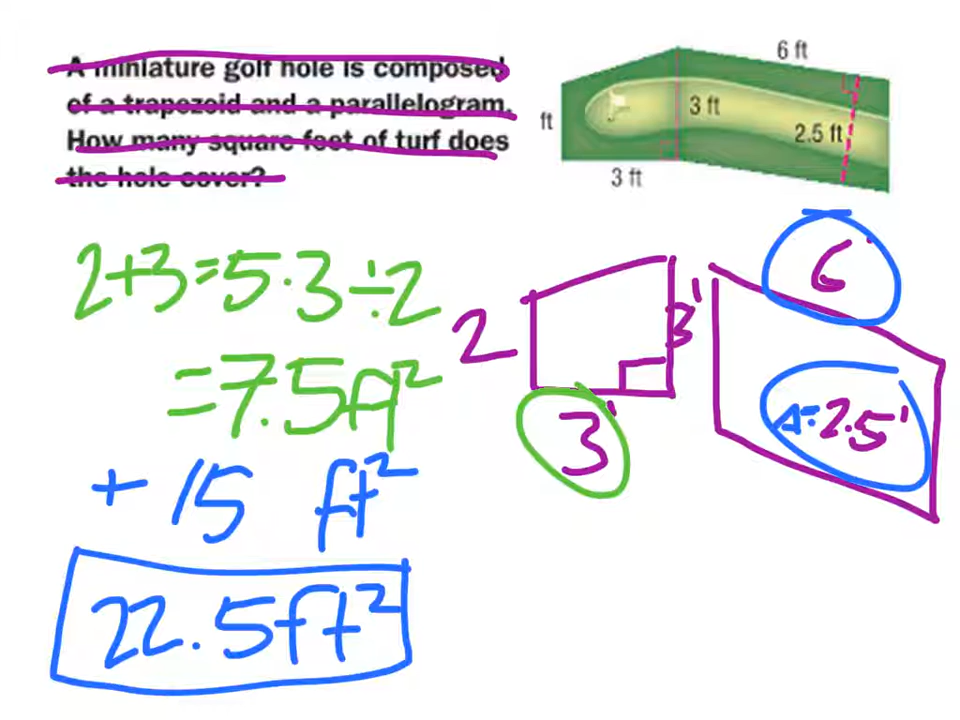 A miniature golf hole is composed
of a trapezoid and a parallelogram.
How many square feet of turf does
the hole cover?
6 ft
ft
3 ft
2.5 ft
3 ft
2+3=5·3÷2
=7.5ft²
+ 15 ft²
22.5ft²
2
3'
3'
6'
2.5'